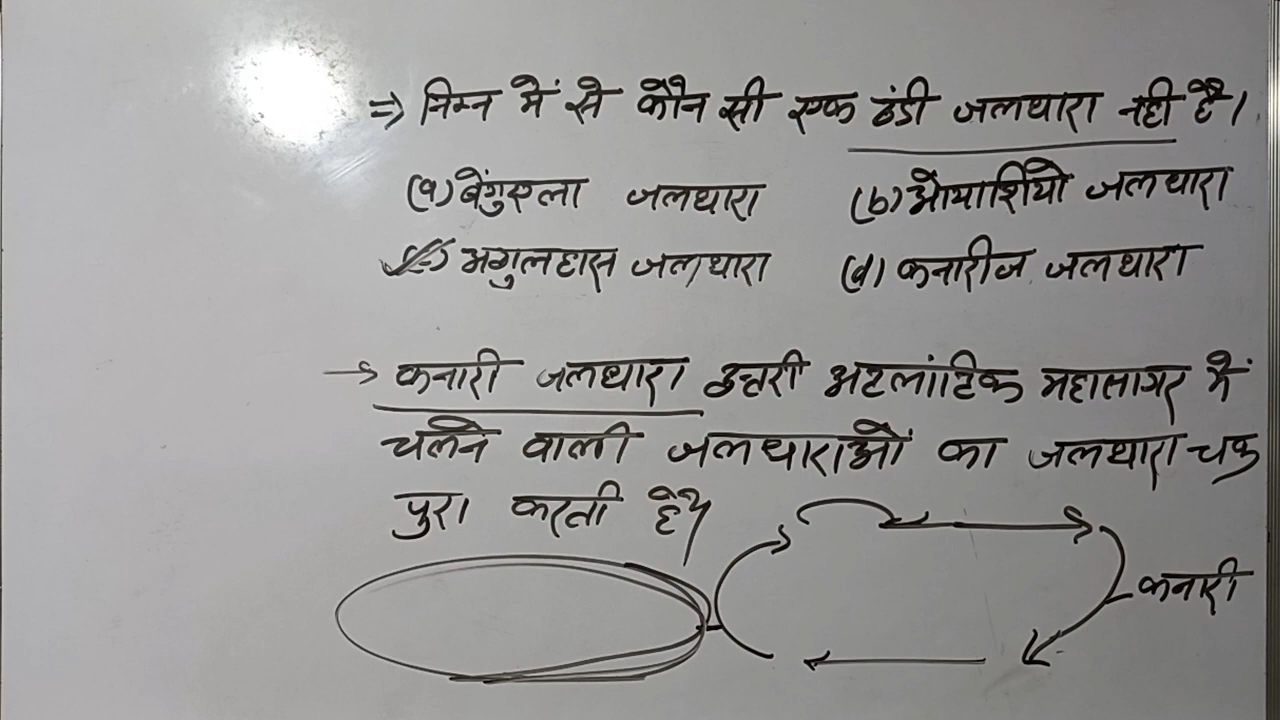 ⇒ निम्न में से कौन सी एक ठंडी जलधारा नही है।
(a) बेंगुएला जलधारा (b) ओयाशियो जलधारा
(c) अगुलहास जलधारा (d) कनारीज जलधारा
→ कनारी जलधारा उत्तरी अटलांटिक महासागर में
चलने वाली जलधाराओं का जलधारा चक्र
पुरा करती है।
कनारी